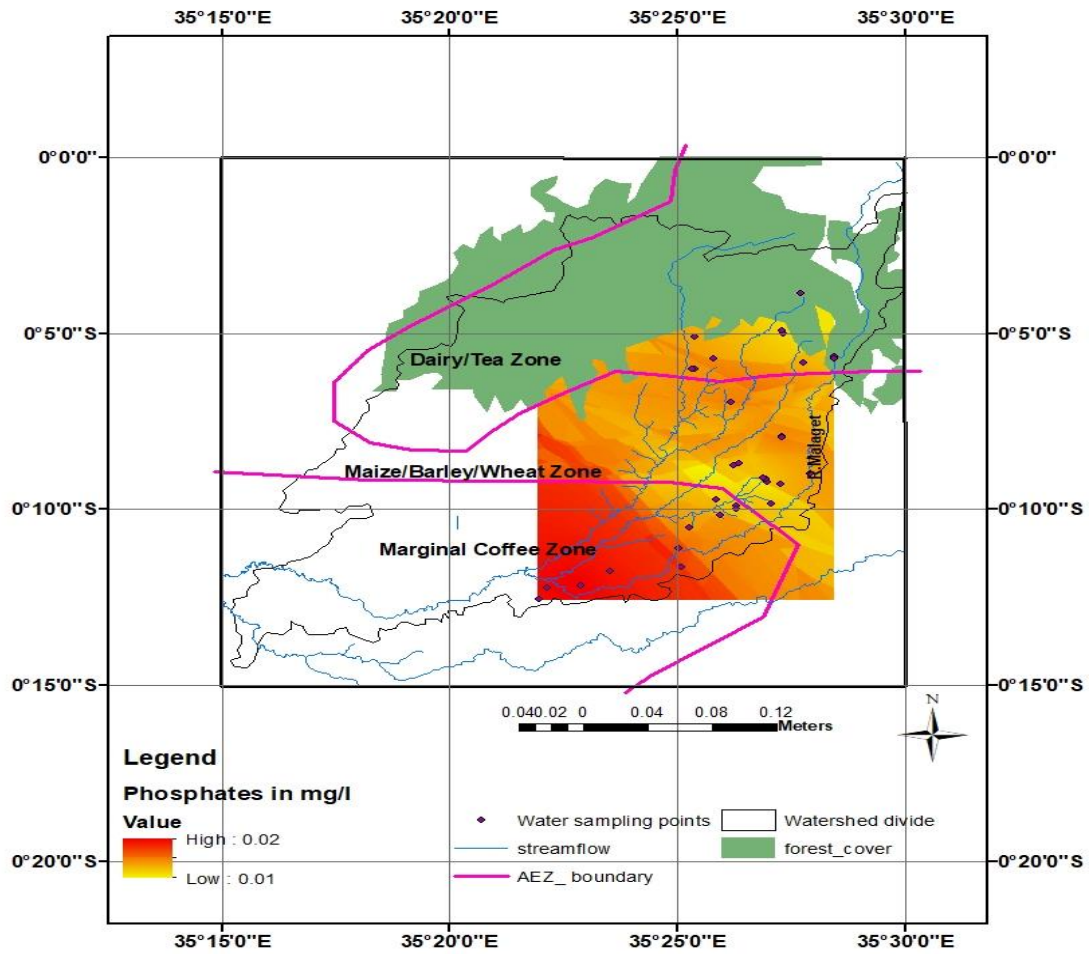 35°15'0"E 35°20'0"E 35°25'0"E 35°30'0"E
0°0'0" 0°0'0"
0°5'0"S 0°5'0"S
Dairy/Tea Zone
R.Malaget
Maize/Barley/Wheat Zone
0°10'0"S 0°10'0"S
Marginal Coffee Zone
0°15'0"S 0°15'0"S
0.040.02 0 0.04 0.08 0.12
Meters
N
Legend
Phosphates in mg/l
Value
High : 0.02
Low : 0.01
Water sampling points
streamflow
AEZ_ boundary
Watershed divide
forest_cover
0°20'0"S 0°20'0"S
35°15'0"E 35°20'0"E 35°25'0"E 35°30'0"E